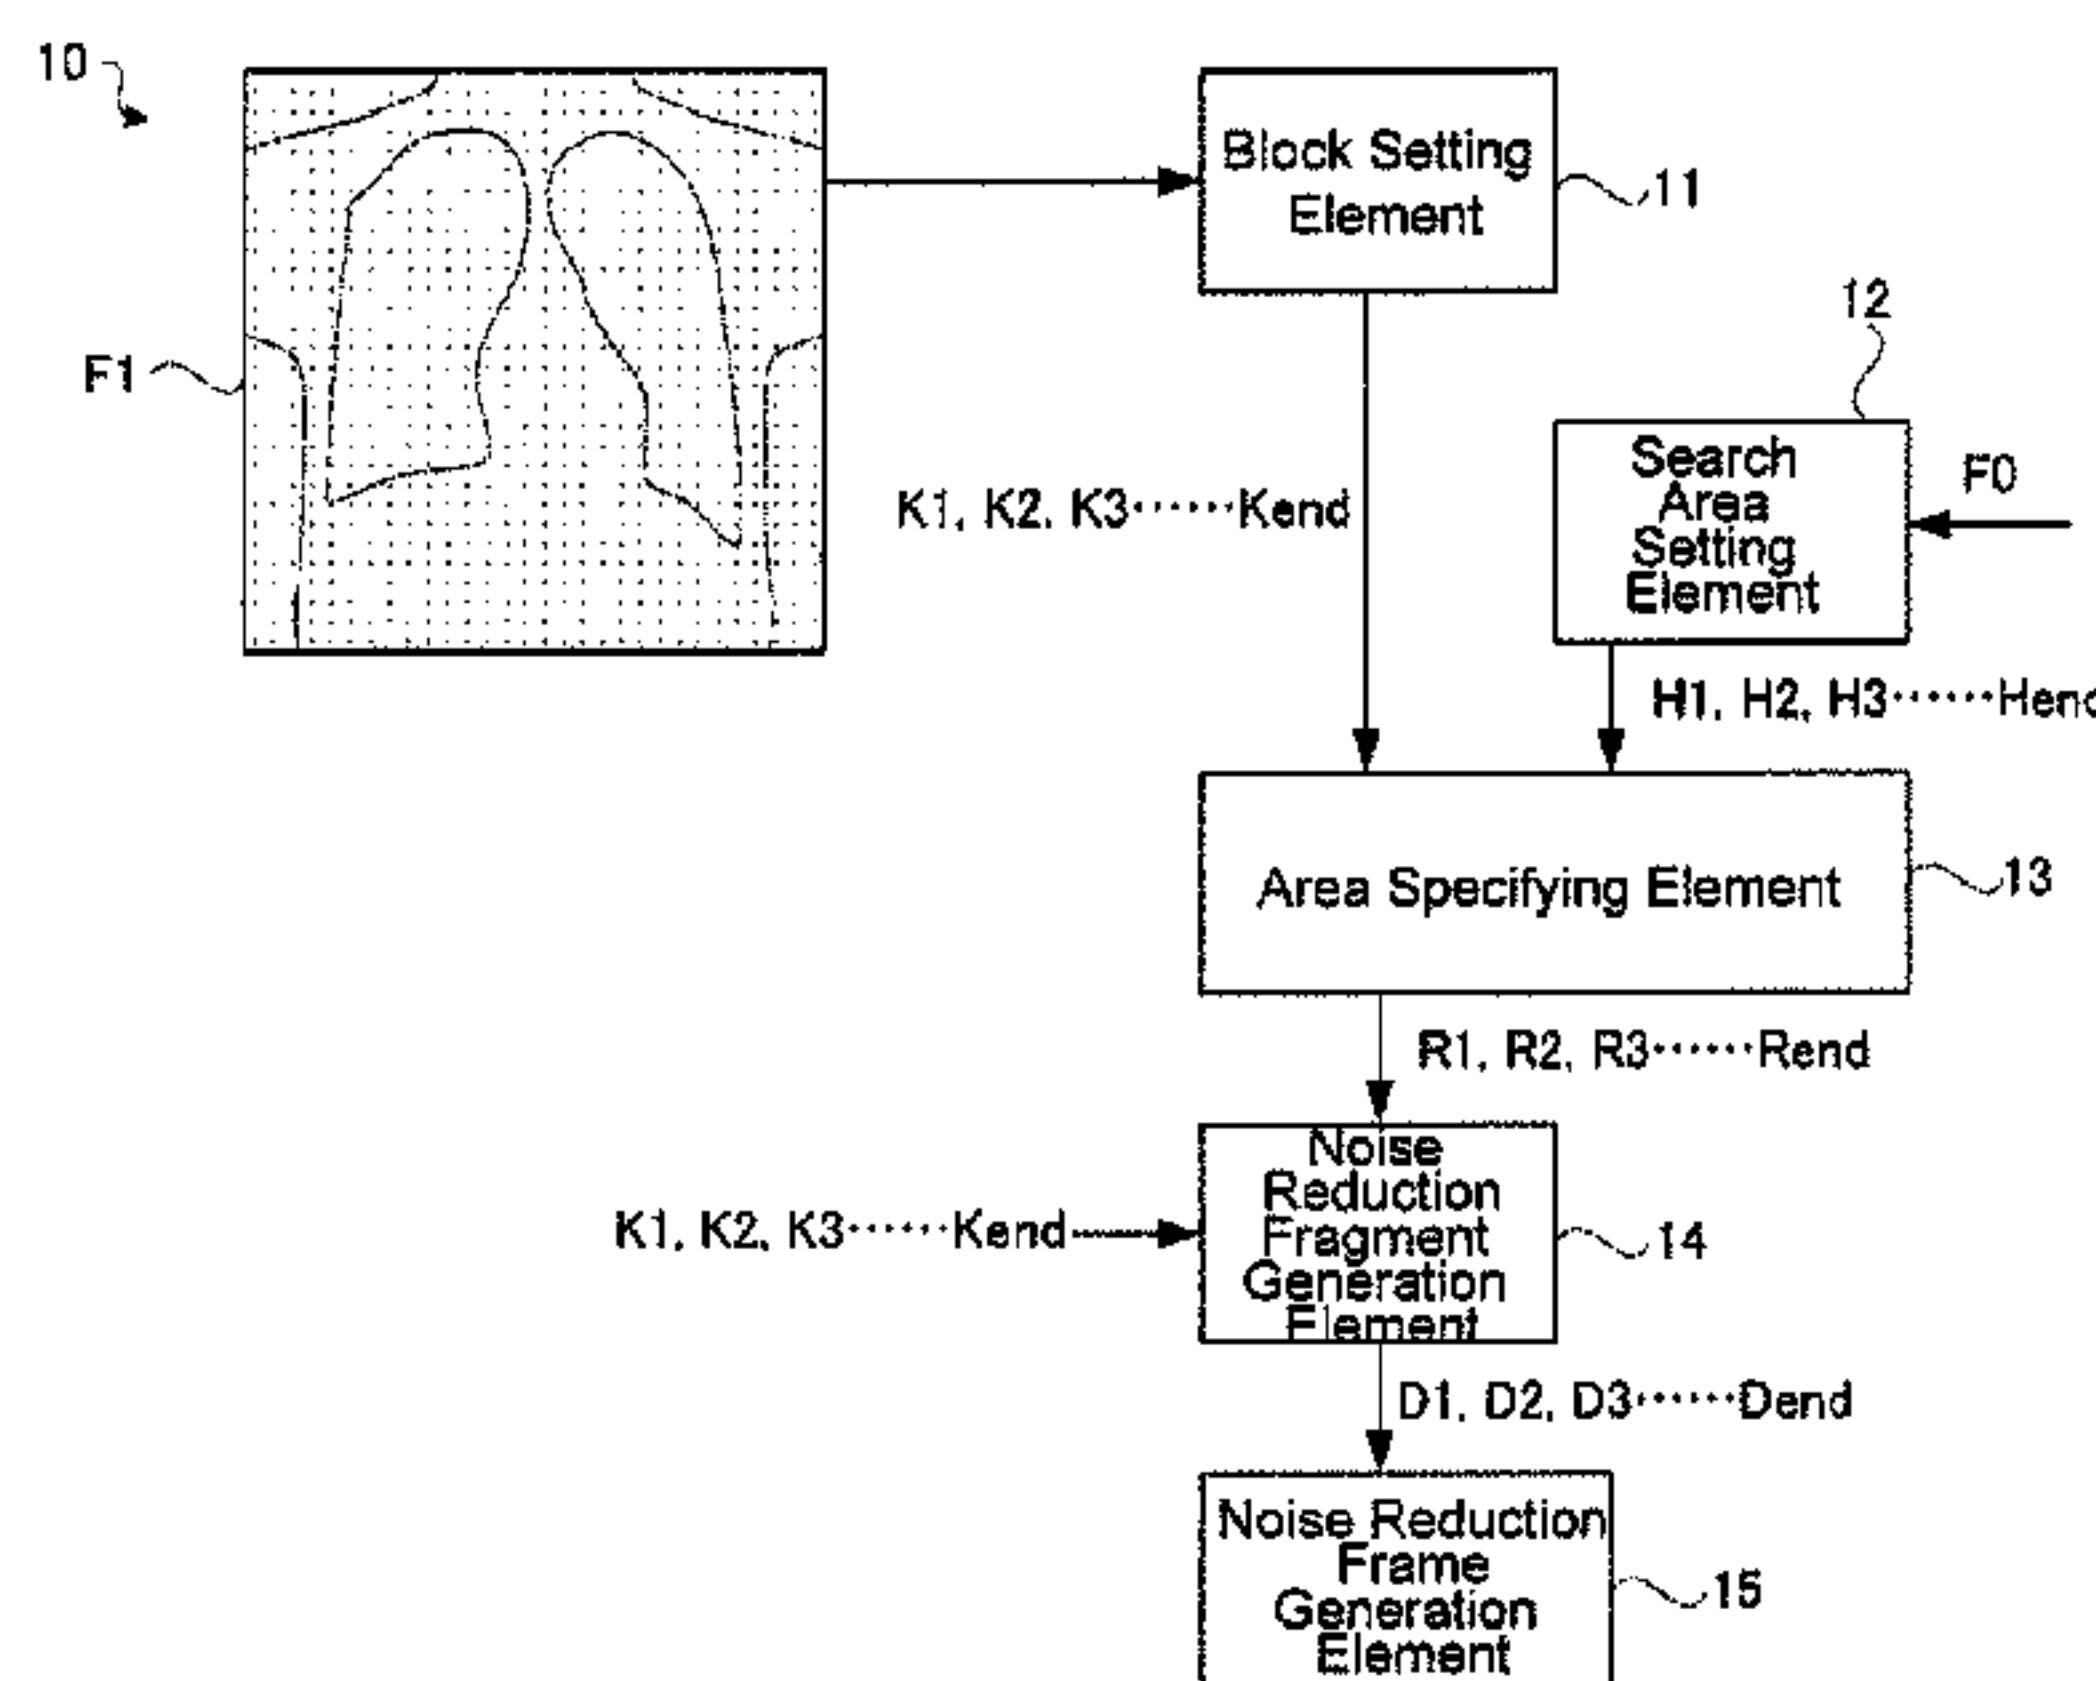 10
F1
Block Setting
Element
11
12
Search
Area
Setting
Element
F0
K1, K2, K3……Kend
H1, H2, H3……Hend
Area Specifying Element
13
R1, R2, R3……Rend
Noise
Reduction
Fragment
Generation
Element
K1, K2, K3……Kend
14
D1, D2, D3……Dend
Noise Reduction
Frame
Generation
Element
15